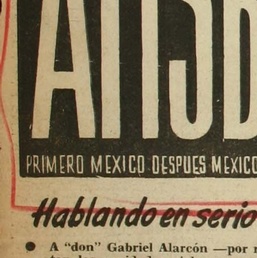 PRIMERO MEXICO DESPUES MEXICO
Hablando en serio
● A "don" Gabriel Alarcón —por